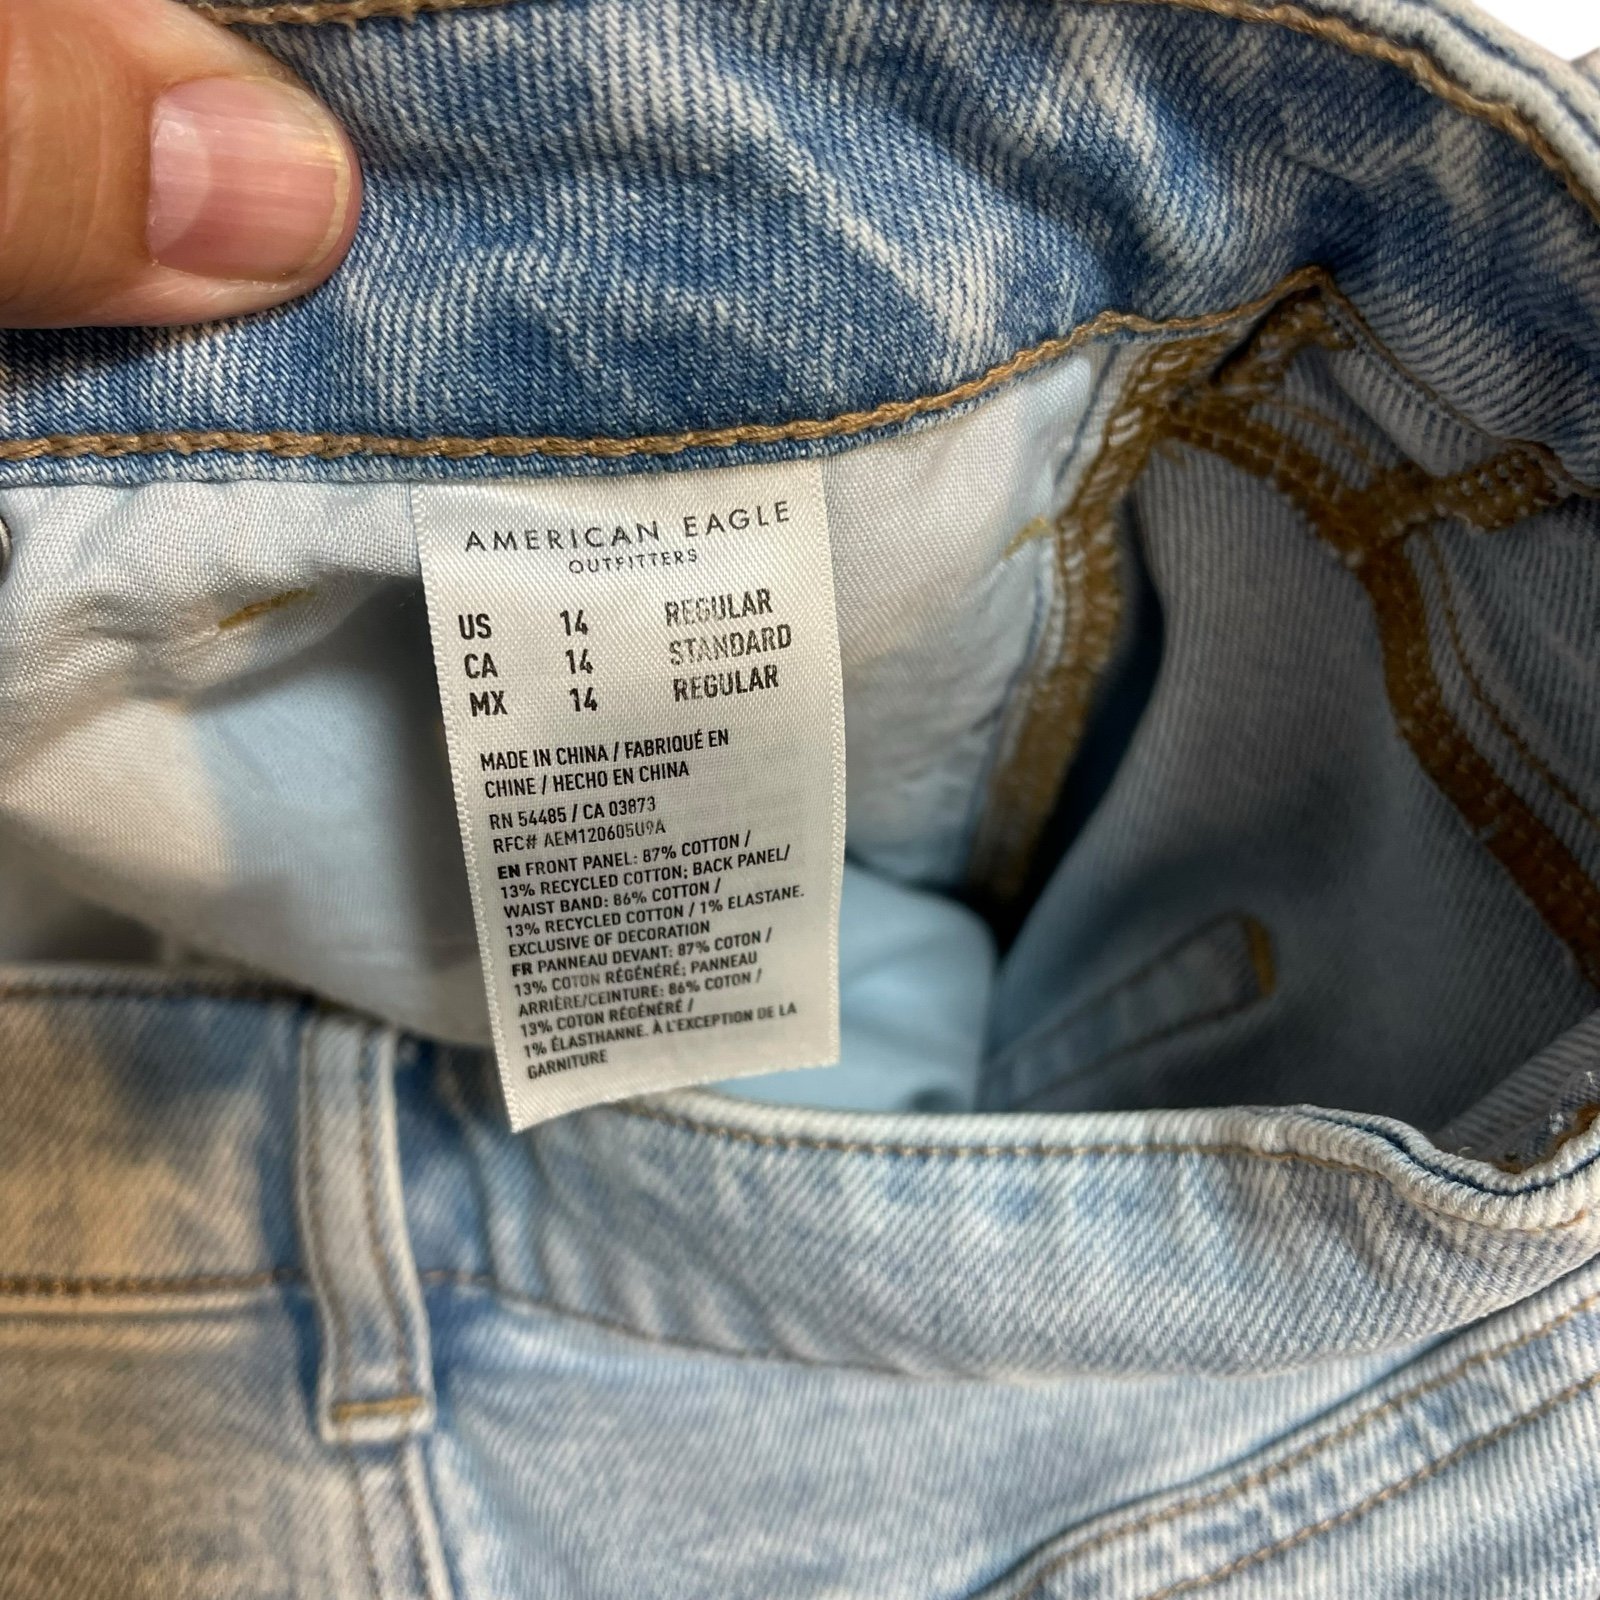 AMERICAN EAGLE
OUTFITTERS
US 14 REGULAR
CA 14 STANDARD
MX 14 REGULAR
MADE IN CHINA / FABRIQUÉ EN
CHINE / HECHO EN CHINA
RN 54485 / CA 03873
RFC# AEM120605U9A
EN FRONT PANEL: 87% COTTON /
13% RECYCLED COTTON; BACK PANEL/
WAIST BAND: 86% COTTON /
13% RECYCLED COTTON / 1% ELASTANE.
EXCLUSIVE OF DECORATION
FR PANNEAU DEVANT: 87% COTON /
13% COTON RÉGÉNÉRÉ; PANNEAU
ARRIÈRE/CEINTURE: 86% COTON /
13% COTON RÉGÉNÉRÉ /
1% ÉLASTHANNE. À L'EXCEPTION DE LA
GARNITURE